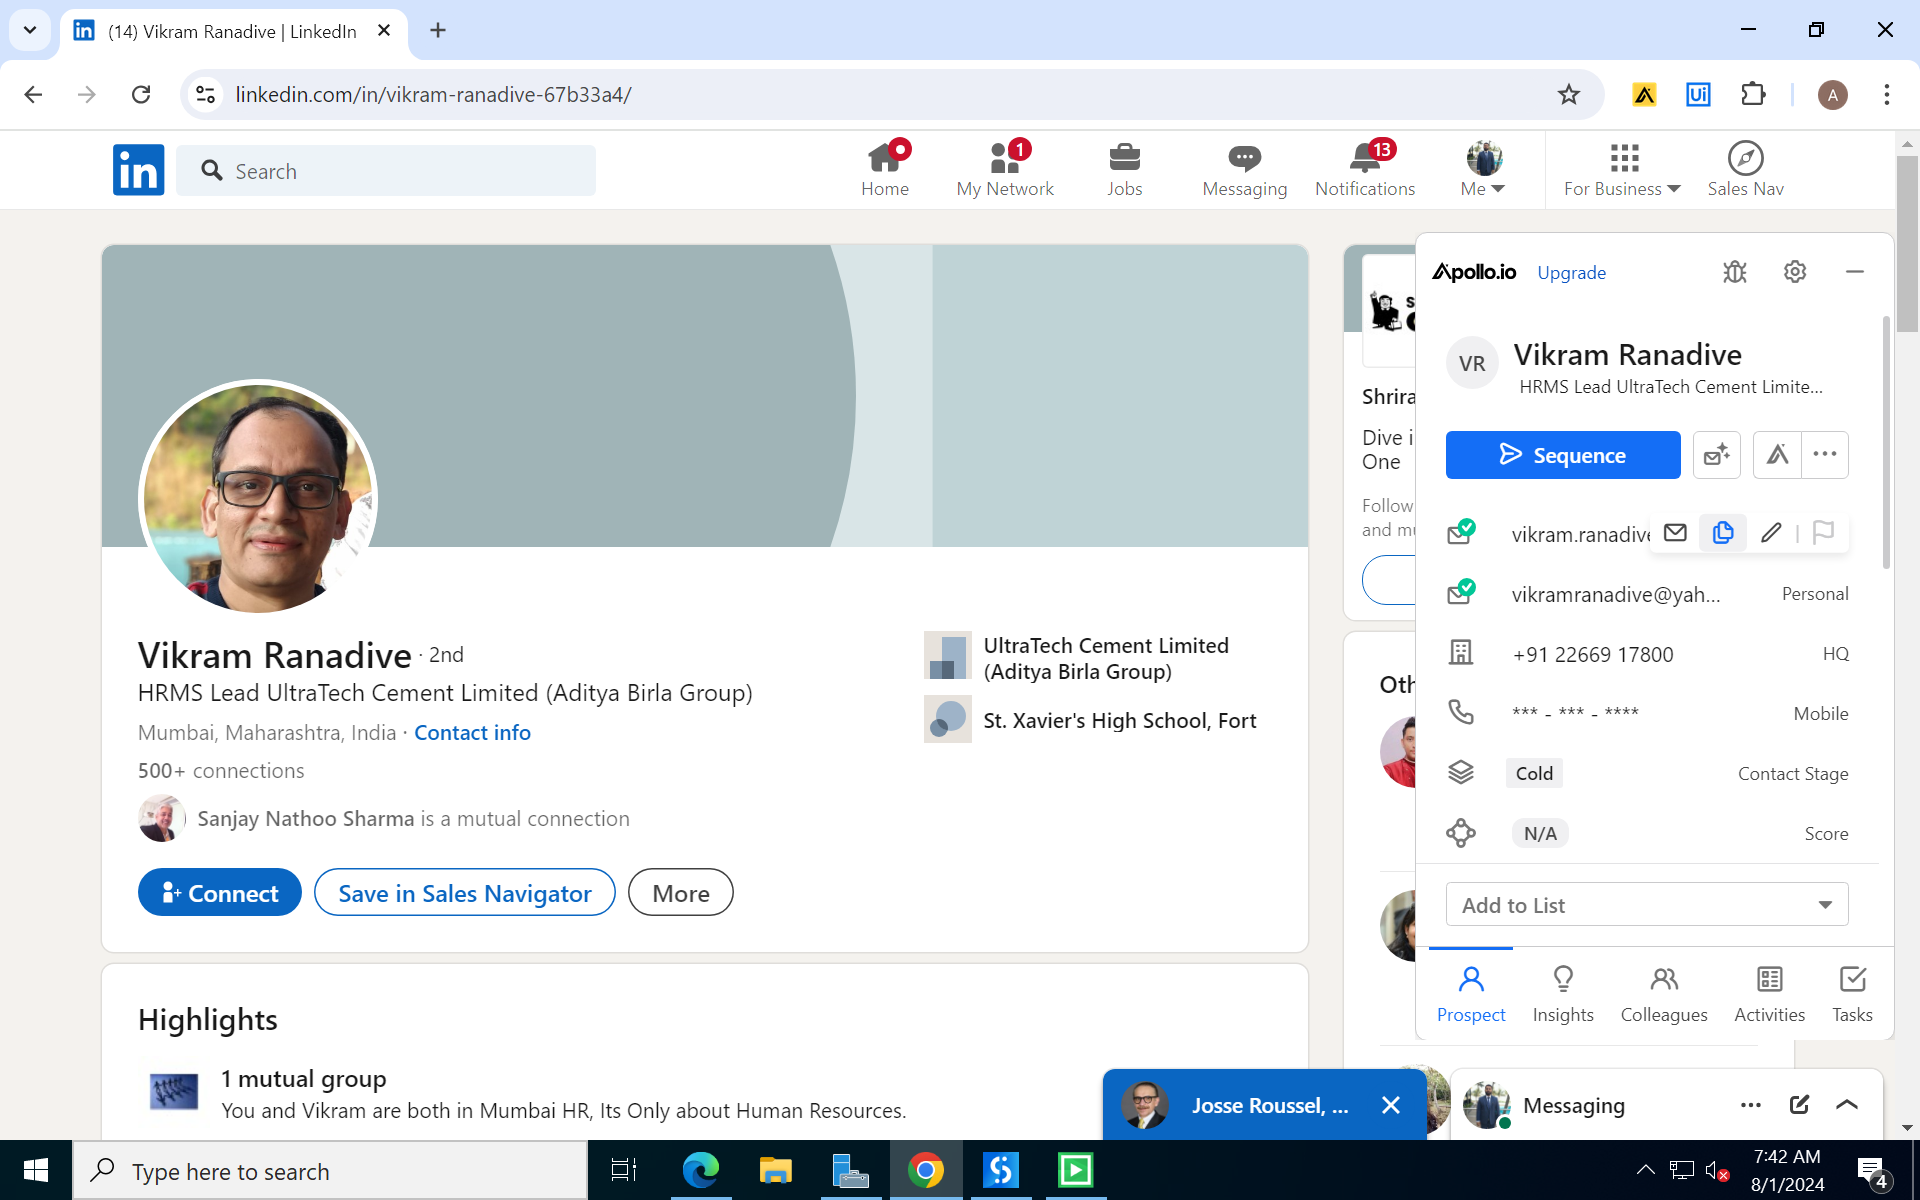 (14) Vikram Ranadive | LinkedIn
linkedin.com/in/vikram-ranadive-67b33a4/
Ui
A
in
Search
Home
1
My Network
Jobs
Messaging
13
Notifications
Me
For Business
Sales Nav
Vikram Ranadive · 2nd
HRMS Lead UltraTech Cement Limited (Aditya Birla Group)
Mumbai, Maharashtra, India · Contact info
500+ connections
Sanjay Nathoo Sharma is a mutual connection
Connect
Save in Sales Navigator
More
UltraTech Cement Limited
(Aditya Birla Group)
St. Xavier's High School, Fort
Highlights
1 mutual group
You and Vikram are both in Mumbai HR, Its Only about Human Resources.
Shrira
Dive i
One
Follow
and mu
Oth
Apollo.io
Upgrade
VR
Vikram Ranadive
HRMS Lead UltraTech Cement Limite...
Sequence
vikram.ranadive
vikramranadive@yah...
Personal
+91 22669 17800
HQ
*** - *** - ****
Mobile
Cold
Contact Stage
N/A
Score
Add to List
Prospect
Insights
Colleagues
Activities
Tasks
Josse Roussel, ...
Messaging
Type here to search
7:42 AM
8/1/2024
4